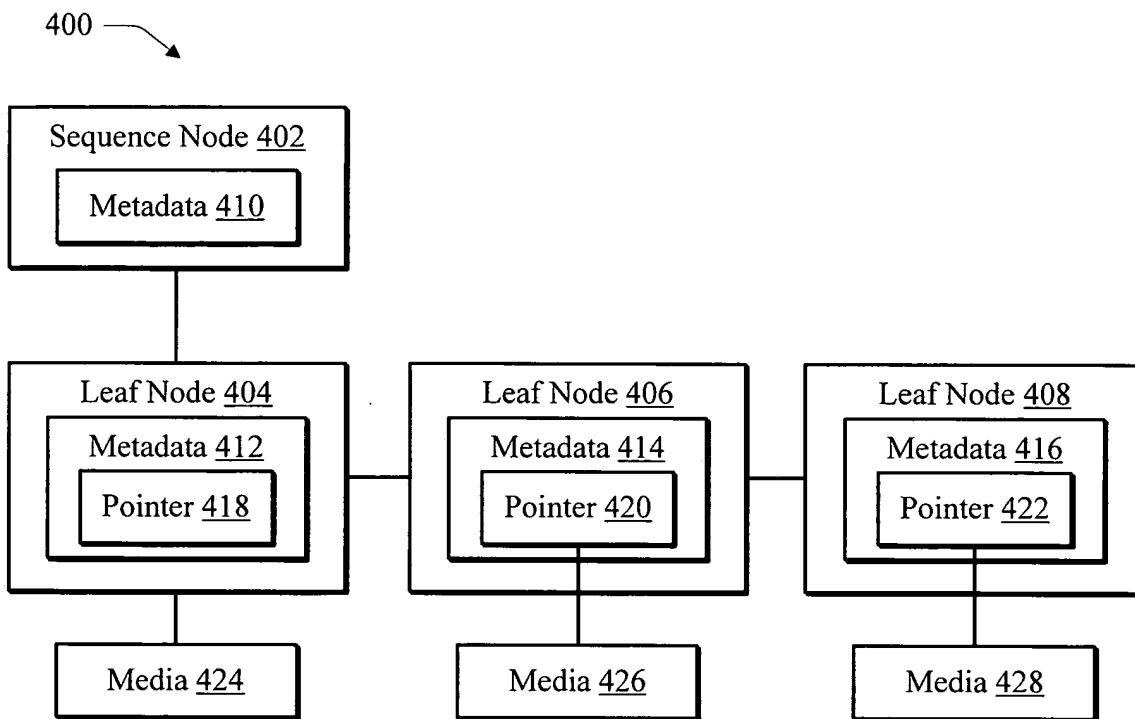 400
Sequence Node 402
Metadata 410
Leaf Node 404
Metadata 412
Pointer 418
Leaf Node 406
Metadata 414
Pointer 420
Leaf Node 408
Metadata 416
Pointer 422
Media 424
Media 426
Media 428